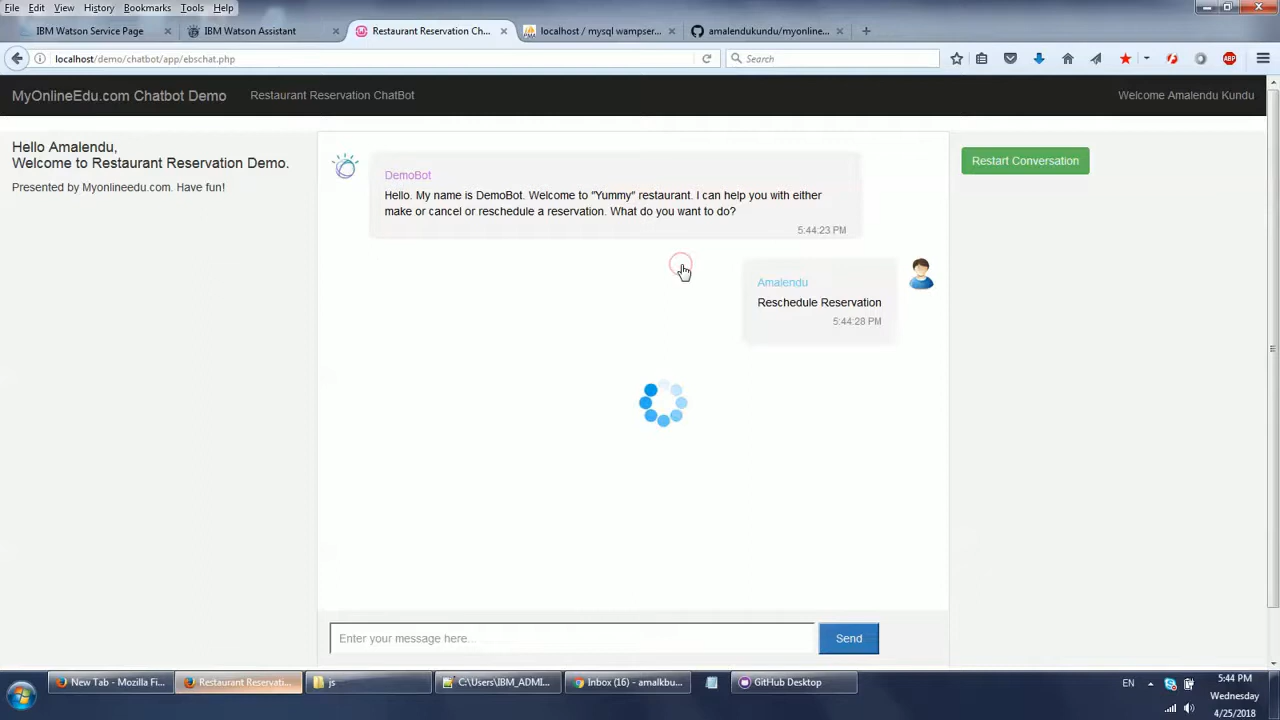 File Edit View History Bookmarks Tools Help
IBM Watson Service Page
IBM Watson Assistant
Restaurant Reservation Ch...
localhost / mysql wampser...
amalendukundu/myonline...
localhost/demo/chatbot/app/ebschat.php
Search
ABP
MyOnlineEdu.com Chatbot Demo
Restaurant Reservation ChatBot
Welcome Amalendu Kundu
Hello Amalendu,
Welcome to Restaurant Reservation Demo.
Presented by Myonlineedu.com. Have fun!
DemoBot
Hello. My name is DemoBot. Welcome to "Yummy" restaurant. I can help you with either
make or cancel or reschedule a reservation. What do you want to do?
5:44:23 PM
Restart Conversation
Amalendu
Reschedule Reservation
5:44:28 PM
Enter your message here...
Send
New Tab - Mozilla Fi...
Restaurant Reservati...
js
C:\Users\IBM_ADMI...
Inbox (16) - amalkbu...
GitHub Desktop
EN
5:44 PM
Wednesday
4/25/2018